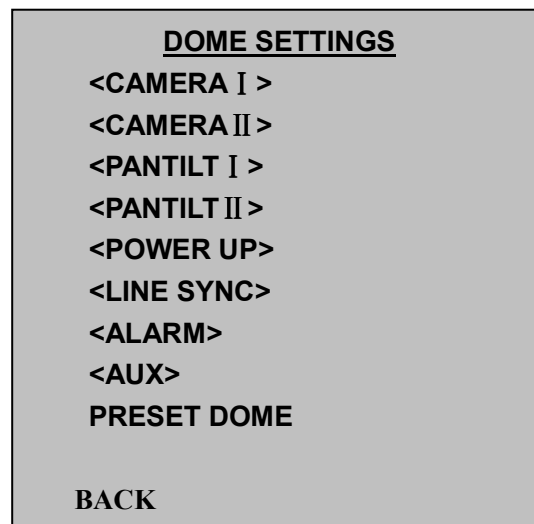 DOME SETTINGS
<CAMERA Ⅰ>
<CAMERA Ⅱ>
<PANTILT Ⅰ>
<PANTILT Ⅱ>
<POWER UP>
<LINE SYNC>
<ALARM>
<AUX>
PRESET DOME
BACK